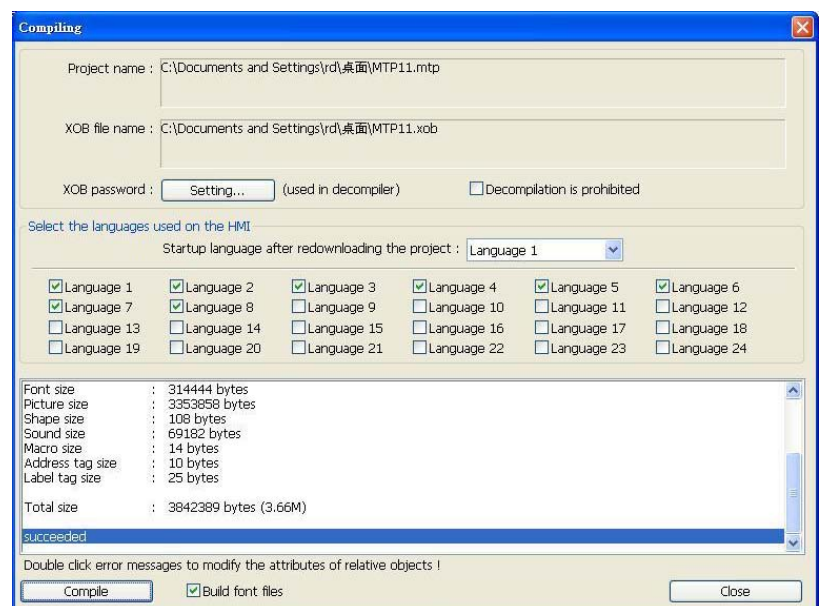 Compiling
Project name : C:\Documents and Settings\rd\桌面\MTP11.mtp
XOB file name : C:\Documents and Settings\rd\桌面\MTP11.xob
XOB password : Setting... (used in decompiler) Decompilation is prohibited
Select the languages used on the HMI
Startup language after redownloading the project : Language 1
Language 1 Language 2 Language 3 Language 4 Language 5 Language 6
Language 7 Language 8 Language 9 Language 10 Language 11 Language 12
Language 13 Language 14 Language 15 Language 16 Language 17 Language 18
Language 19 Language 20 Language 21 Language 22 Language 23 Language 24
Font size : 314444 bytes
Picture size : 3353858 bytes
Shape size : 108 bytes
Sound size : 69182 bytes
Macro size : 14 bytes
Address tag size : 10 bytes
Label tag size : 25 bytes
Total size : 3842389 bytes (3.66M)
succeeded
Double click error messages to modify the attributes of relative objects !
Compile Build font files Close